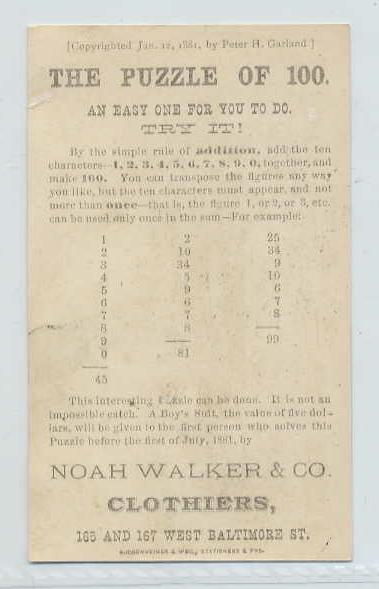 [Copyrighted Jan. 12, 1881, by Peter H. Garland ]
THE PUZZLE OF 100.
AN EASY ONE FOR YOU TO DO.
TRY IT!
By the simple rule of addition, add the ten
characters—1, 2, 3, 4, 5, 6, 7, 8, 9, 0, together, and
make 100. You can transpose the figures any way
you like, but the ten characters must appear, and not
more than once—that is, the figure 1, or 2, or 3, etc.
can be used only once in the sum—For example:
1 2 25
2 10 34
3 34 9
4 5 10
5 9 6
6 6 7
7 7 8
8 8
9 81 99
0
45
This interesting Puzzle can be done. It is not an
impossible catch. A Boy's Suit, the value of five dol-
lars, will be given to the first person who solves this
Puzzle before the first of July, 1881, by
NOAH WALKER & CO.
CLOTHIERS,
165 AND 167 WEST BALTIMORE ST.
GUGGENHEIMER & WEIL, STATIONERS & PRS.